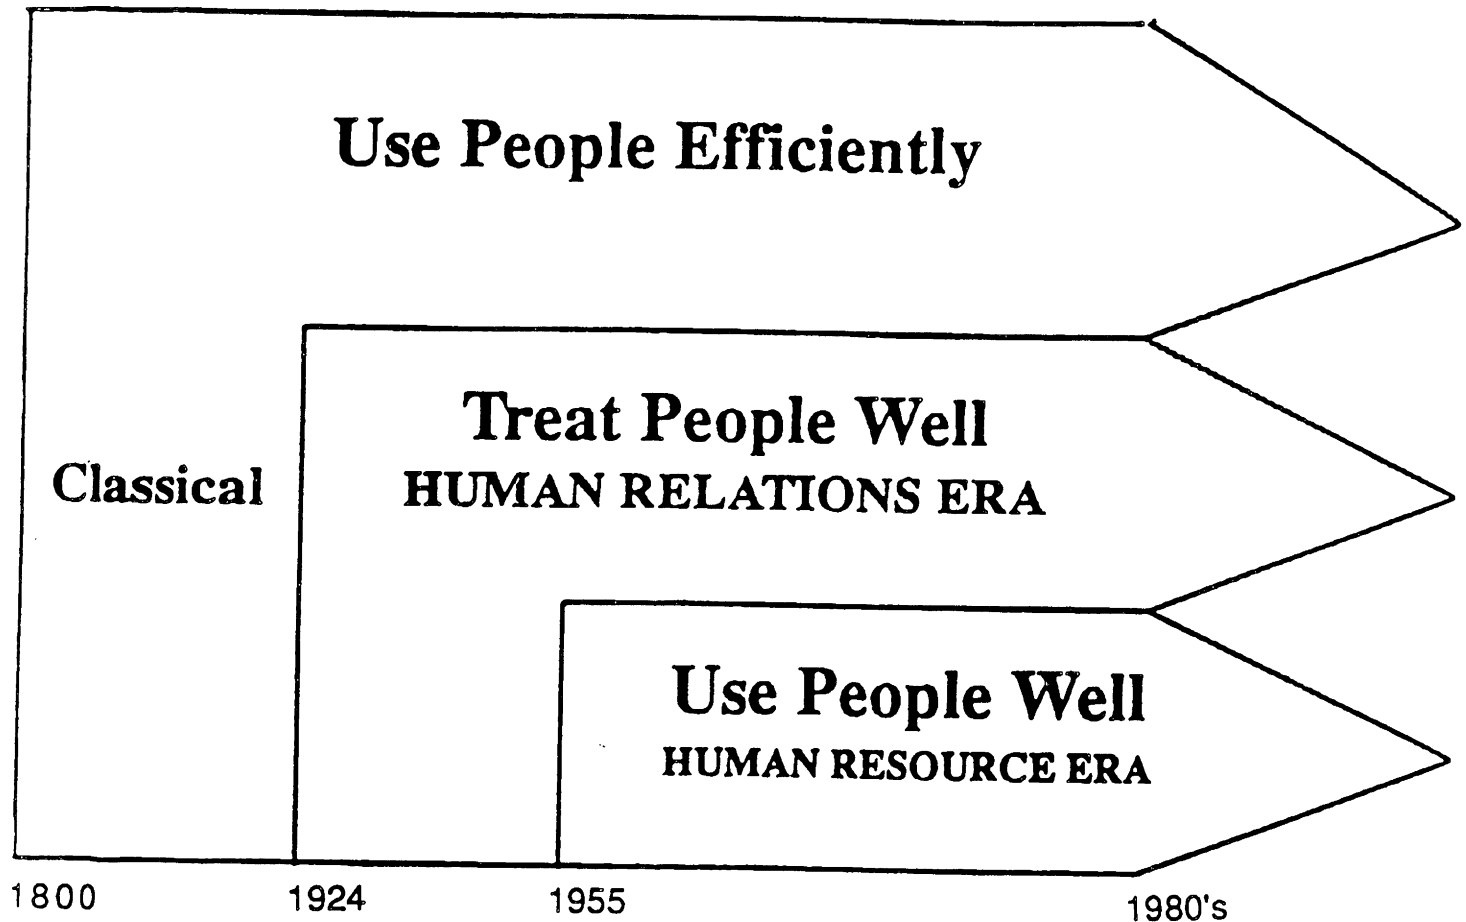 Use People Efficiently
Treat People Well
Classical
HUMAN RELATIONS ERA
Use People Well
HUMAN RESOURCE ERA
1800
1924
1955
1980's